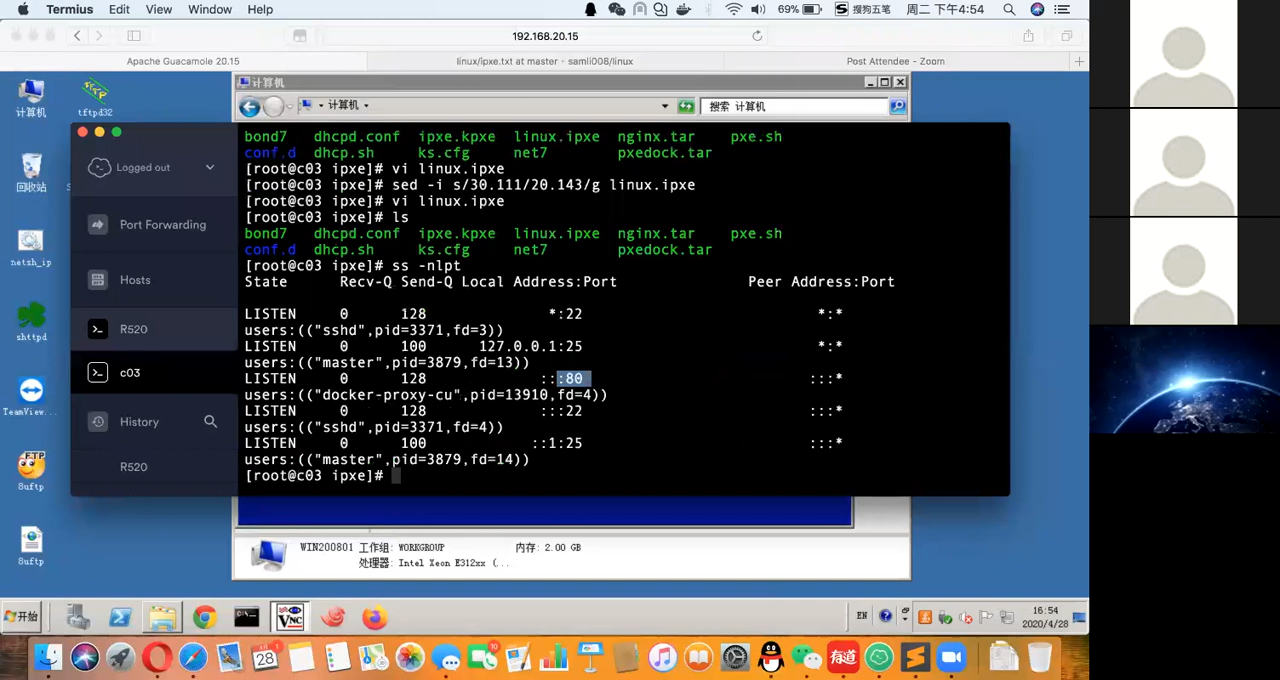 Termius Edit View Window Help 69% 搜狗五笔 周二 下午4:54
192.168.20.15
Apache Guacamole 20.15 linux/ipxe.txt at master - samli008/linux Post Attendee - Zoom
计算机
计算机 搜索 计算机
计算机
tftpd32
回收站
netsh_ip
shttpd
TeamView...
8uftp
8uftp
Logged out
Port Forwarding
Hosts
R520
c03
History
R520
bond7 dhcpd.conf ipxe.kpxe linux.ipxe nginx.tar pxe.sh
conf.d dhcp.sh ks.cfg net7 pxedock.tar
[root@c03 ipxe]# vi linux.ipxe
[root@c03 ipxe]# sed -i s/30.111/20.143/g linux.ipxe
[root@c03 ipxe]# vi linux.ipxe
[root@c03 ipxe]# ls
bond7 dhcpd.conf ipxe.kpxe linux.ipxe nginx.tar pxe.sh
conf.d dhcp.sh ks.cfg net7 pxedock.tar
[root@c03 ipxe]# ss -nlpt
State Recv-Q Send-Q Local Address:Port Peer Address:Port
LISTEN 0 128 *:22 *:*
users:(("sshd",pid=3371,fd=3))
LISTEN 0 100 127.0.0.1:25 *:*
users:(("master",pid=3879,fd=13))
LISTEN 0 128 :::80 :::*
users:(("docker-proxy-cu",pid=13910,fd=4))
LISTEN 0 128 :::22 :::*
users:(("sshd",pid=3371,fd=4))
LISTEN 0 100 ::1:25 :::*
users:(("master",pid=3879,fd=14))
[root@c03 ipxe]#
WIN200801 工作组: WORKGROUP 内存: 2.00 GB
处理器: Intel Xeon E312xx (...
开始 EN 16:54
2020/4/28